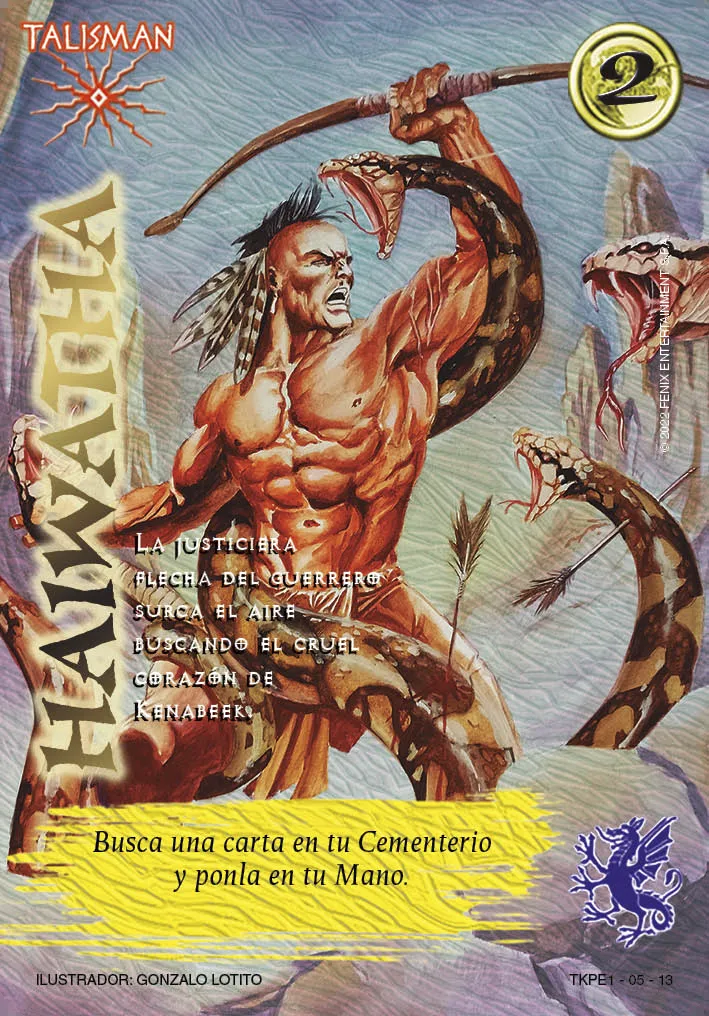 TALISMAN
2
HAIWATHA
© 2022 FENIX ENTERTAINMENT S.P.A.
La justiciera
flecha del guerrero
surca el aire
buscando el cruel
corazón de
Kenabeek.
Busca una carta en tu Cementerio
y ponla en tu Mano.
ILUSTRADOR: GONZALO LOTITO
TKPE1 - 05 - 13